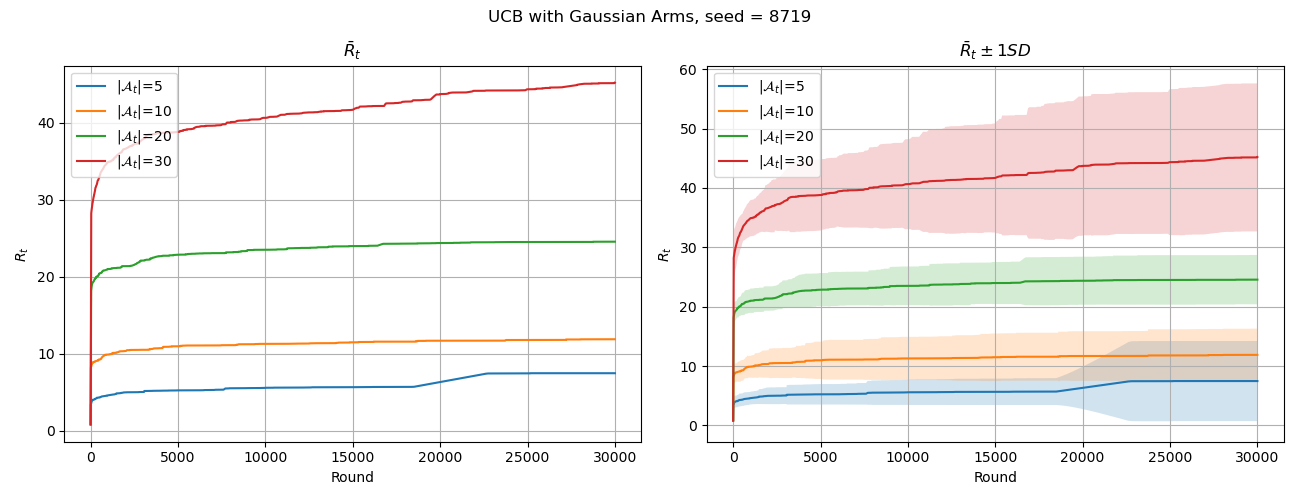 UCB with Gaussian Arms, seed = 8719
R̄ₜ
40
30
20
10
0
Rₜ
|𝒜ₜ|=5
|𝒜ₜ|=10
|𝒜ₜ|=20
|𝒜ₜ|=30
0 5000 10000 15000 20000 25000 30000
Round
R̄ₜ ± 1SD
60
50
40
30
20
10
0
Rₜ
|𝒜ₜ|=5
|𝒜ₜ|=10
|𝒜ₜ|=20
|𝒜ₜ|=30
0 5000 10000 15000 20000 25000 30000
Round